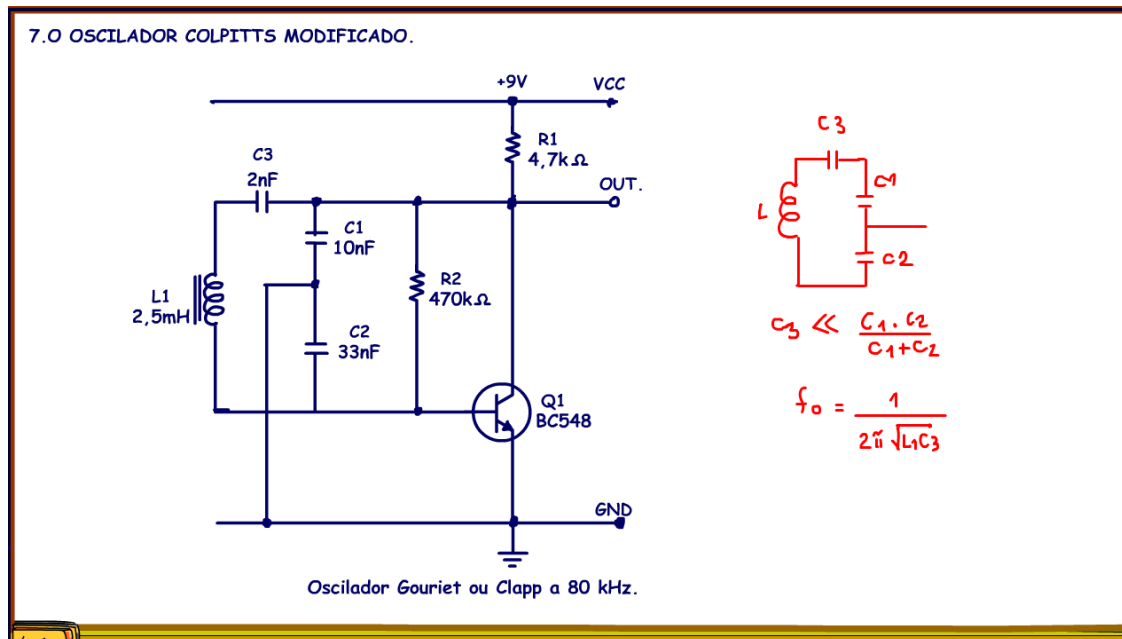 7.O OSCILADOR COLPITTS MODIFICADO.
+9V
VCC
R1
4,7kΩ
C3
2nF
OUT.
C1
10nF
R2
470kΩ
L1
2,5mH
C2
33nF
Q1
BC548
GND
Oscilador Gouriet ou Clapp a 80 kHz.
C3
C1
L
C2
C3 << C1 . C2 / C1 + C2
fo = 1 / 2π √L1C3